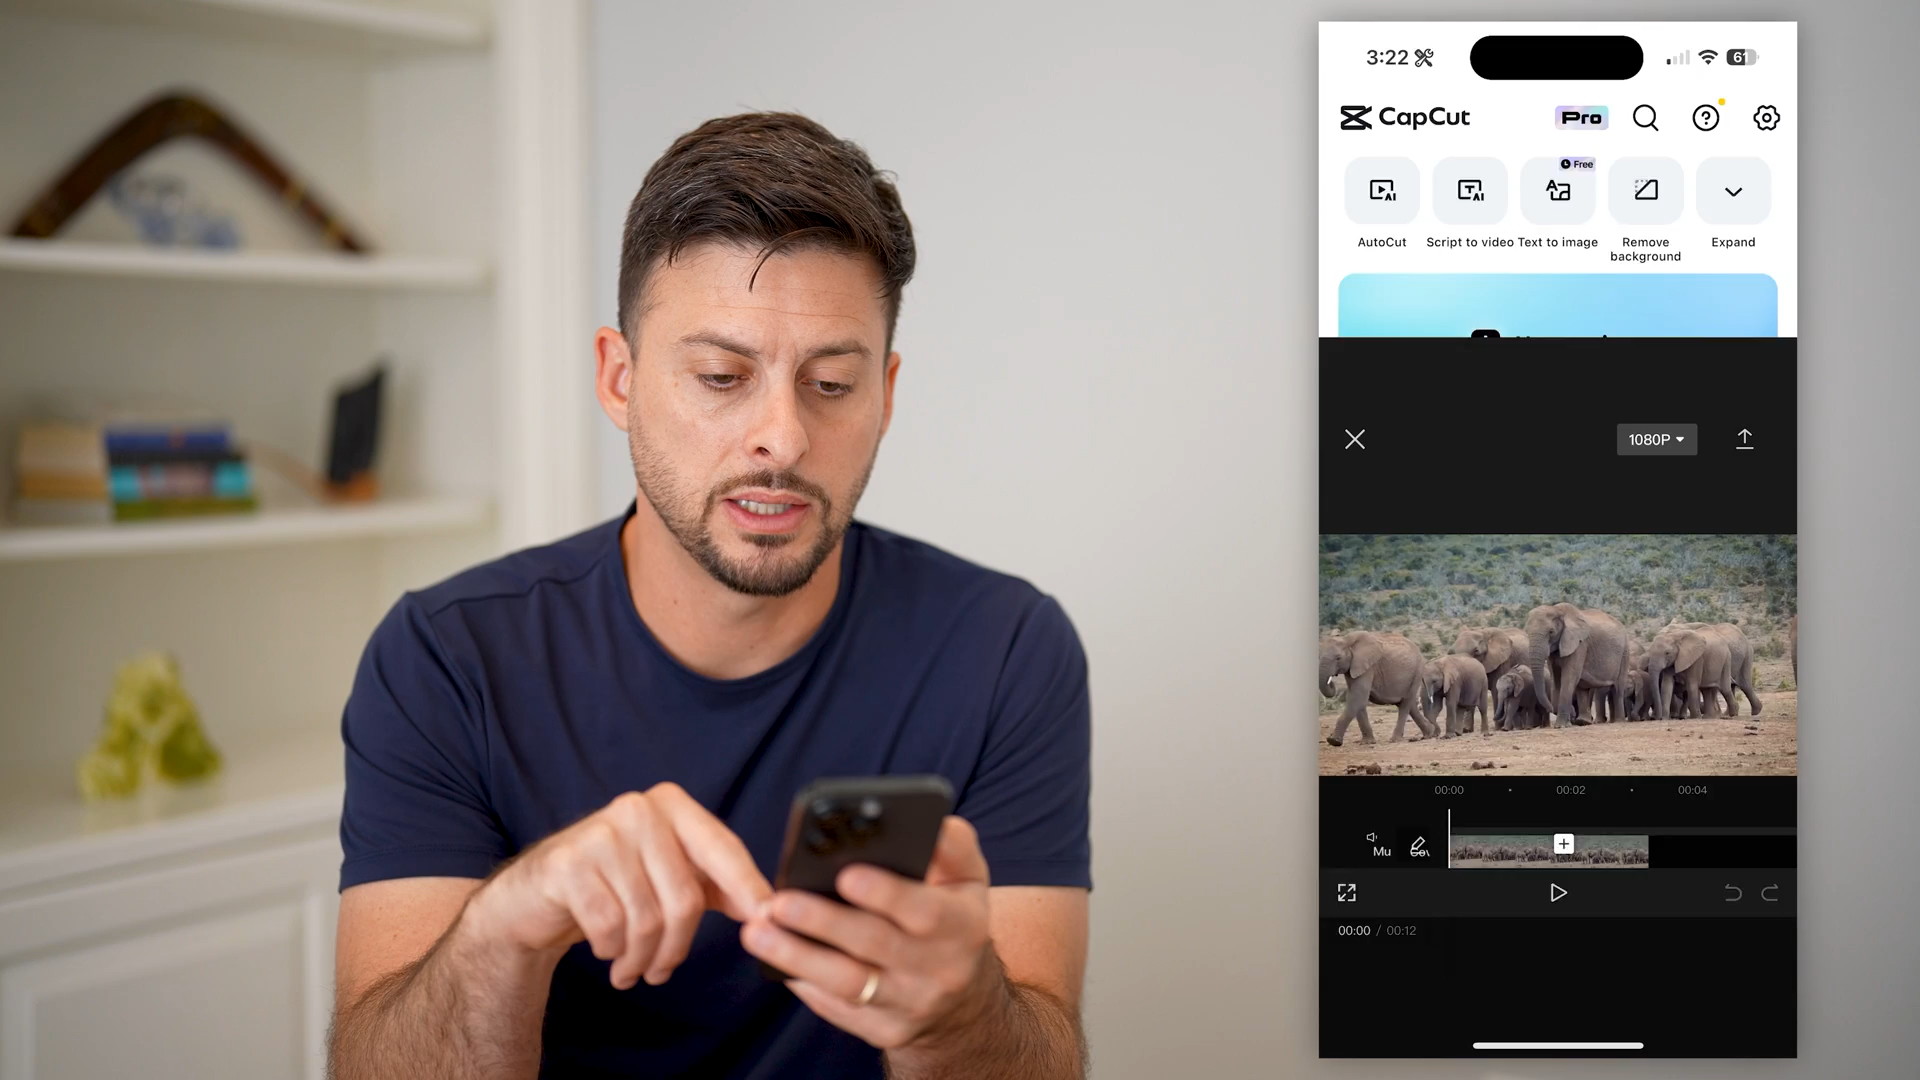 3:22
61
CapCut
Pro
Free
AutoCut
Script to video
Text to image
Remove
background
Expand
1080P
00:00
00:02
00:04
Mu
00:00 / 00:12